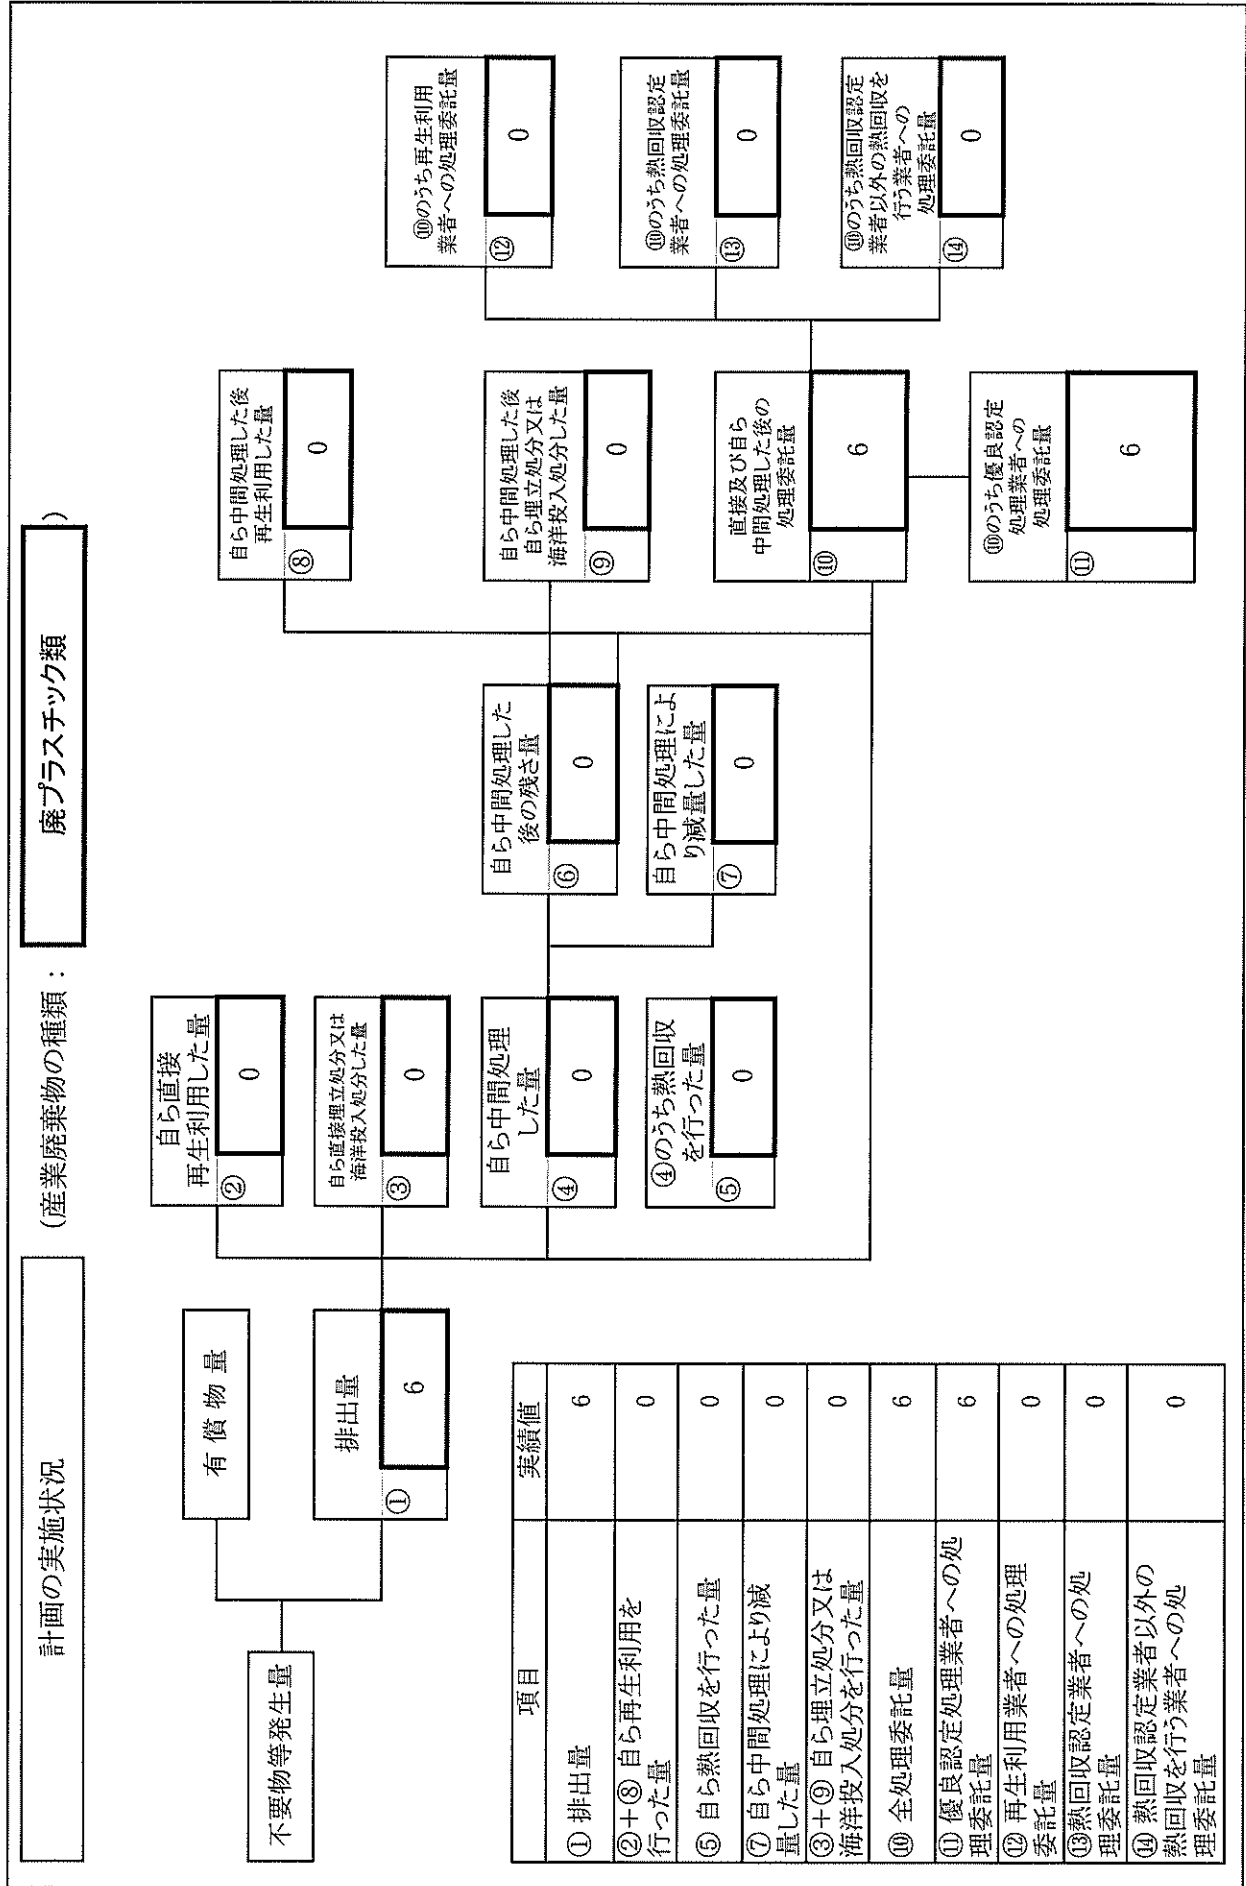 計画の実施状況
(産業廃棄物の種類：
廃プラスチック類
)
不要物等発生量
有償物量
排出量
①
6
自ら直接
再生利用した量
②
0
自ら直接埋立処分又は
海洋投入処分した量
③
0
自ら中間処理
した量
④
0
④のうち熱回収
を行った量
⑤
0
自ら中間処理した
後の残さ量
⑥
0
自ら中間処理によ
り減量した量
⑦
0
自ら中間処理した後
再生利用した量
⑧
0
自ら中間処理した後
自ら埋立処分又は
海洋投入処分した量
⑨
0
直接及び自ら
中間処理した後の
処理委託量
⑩
6
⑩のうち優良認定
処理業者への
処理委託量
⑪
6
⑩のうち再生利用
業者への処理委託量
⑫
0
⑩のうち熱回収認定
業者への処理委託量
⑬
0
⑩のうち熱回収認定
業者以外の熱回収を
行う業者への
処理委託量
⑭
0
項目
実績値
① 排出量
6
②＋⑧ 自ら再生利用を
行った量
0
⑤ 自ら熱回収を行った量
0
⑦ 自ら中間処理により減
量した量
0
③＋⑨ 自ら埋立処分又は
海洋投入処分を行った量
0
⑩ 全処理委託量
6
⑪ 優良認定処理業者への処
理委託量
6
⑫ 再生利用業者への処理
委託量
0
⑬熱回収認定業者への処
理委託量
0
⑭ 熱回収認定業者以外の
熱回収を行う業者への処
理委託量
0